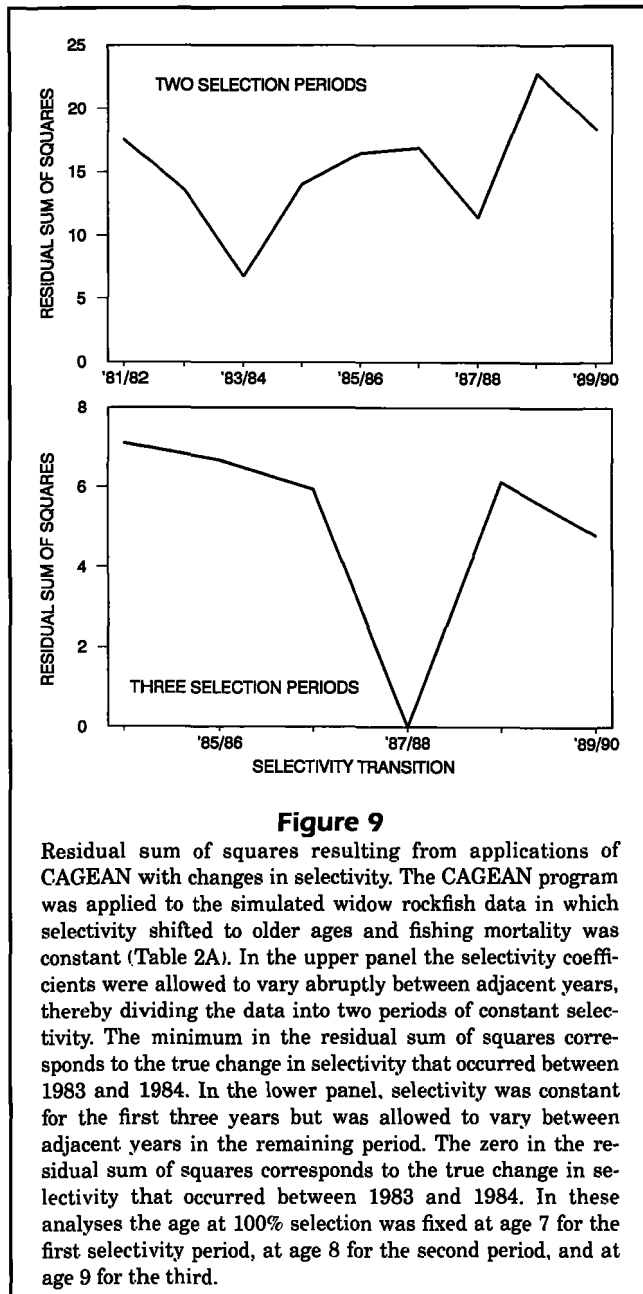 25
20
15
10
5
0
RESIDUAL SUM OF SQUARES
TWO SELECTION PERIODS
'81/82 '83/84 '85/86 '87/88 '89/90
8
6
4
2
0
RESIDUAL SUM OF SQUARES
THREE SELECTION PERIODS
'85/86 '87/88 '89/90
SELECTIVITY TRANSITION
Figure 9
Residual sum of squares resulting from applications of
CAGEAN with changes in selectivity. The CAGEAN program
was applied to the simulated widow rockfish data in which
selectivity shifted to older ages and fishing mortality was
constant (Table 2A). In the upper panel the selectivity coeffi-
cients were allowed to vary abruptly between adjacent years,
thereby dividing the data into two periods of constant selec-
tivity. The minimum in the residual sum of squares corre-
sponds to the true change in selectivity that occurred between
1983 and 1984. In the lower panel, selectivity was constant
for the first three years but was allowed to vary between
adjacent years in the remaining period. The zero in the re-
sidual sum of squares corresponds to the true change in se-
lectivity that occurred between 1983 and 1984. In these
analyses the age at 100% selection was fixed at age 7 for the
first selectivity period, at age 8 for the second period, and at
age 9 for the third.